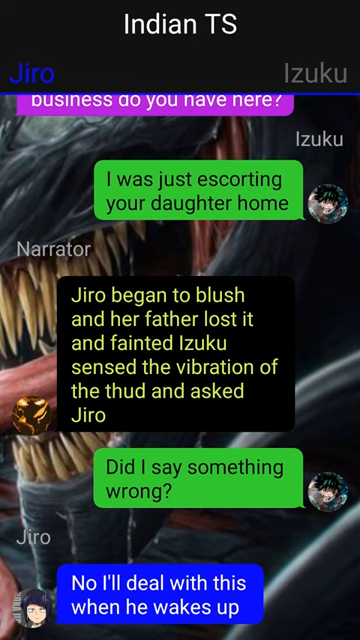 Indian TS
Jiro
Izuku
business do you have here?
Izuku
I was just escorting
your daughter home
Narrator
Jiro began to blush
and her father lost it
and fainted Izuku
sensed the vibration of
the thud and asked
Jiro
Did I say something
wrong?
Jiro
No I'll deal with this
when he wakes up